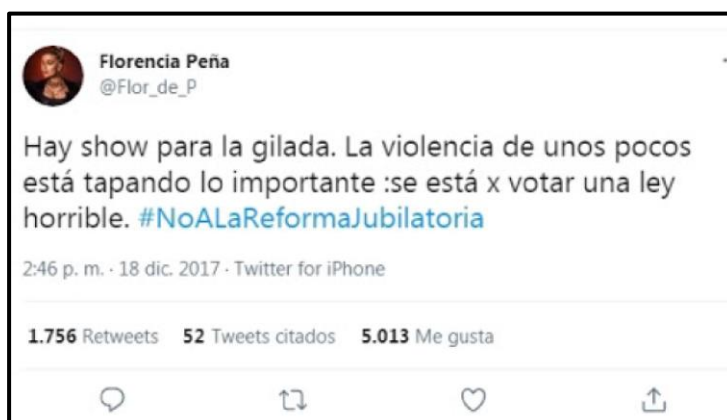 Florencia Peña
@Flor_de_P
Hay show para la gilada. La violencia de unos pocos
está tapando lo importante :se está x votar una ley
horrible. #NoALaReformaJubilatoria
2:46 p. m. · 18 dic. 2017 · Twitter for iPhone
1.756 Retweets 52 Tweets citados 5.013 Me gusta